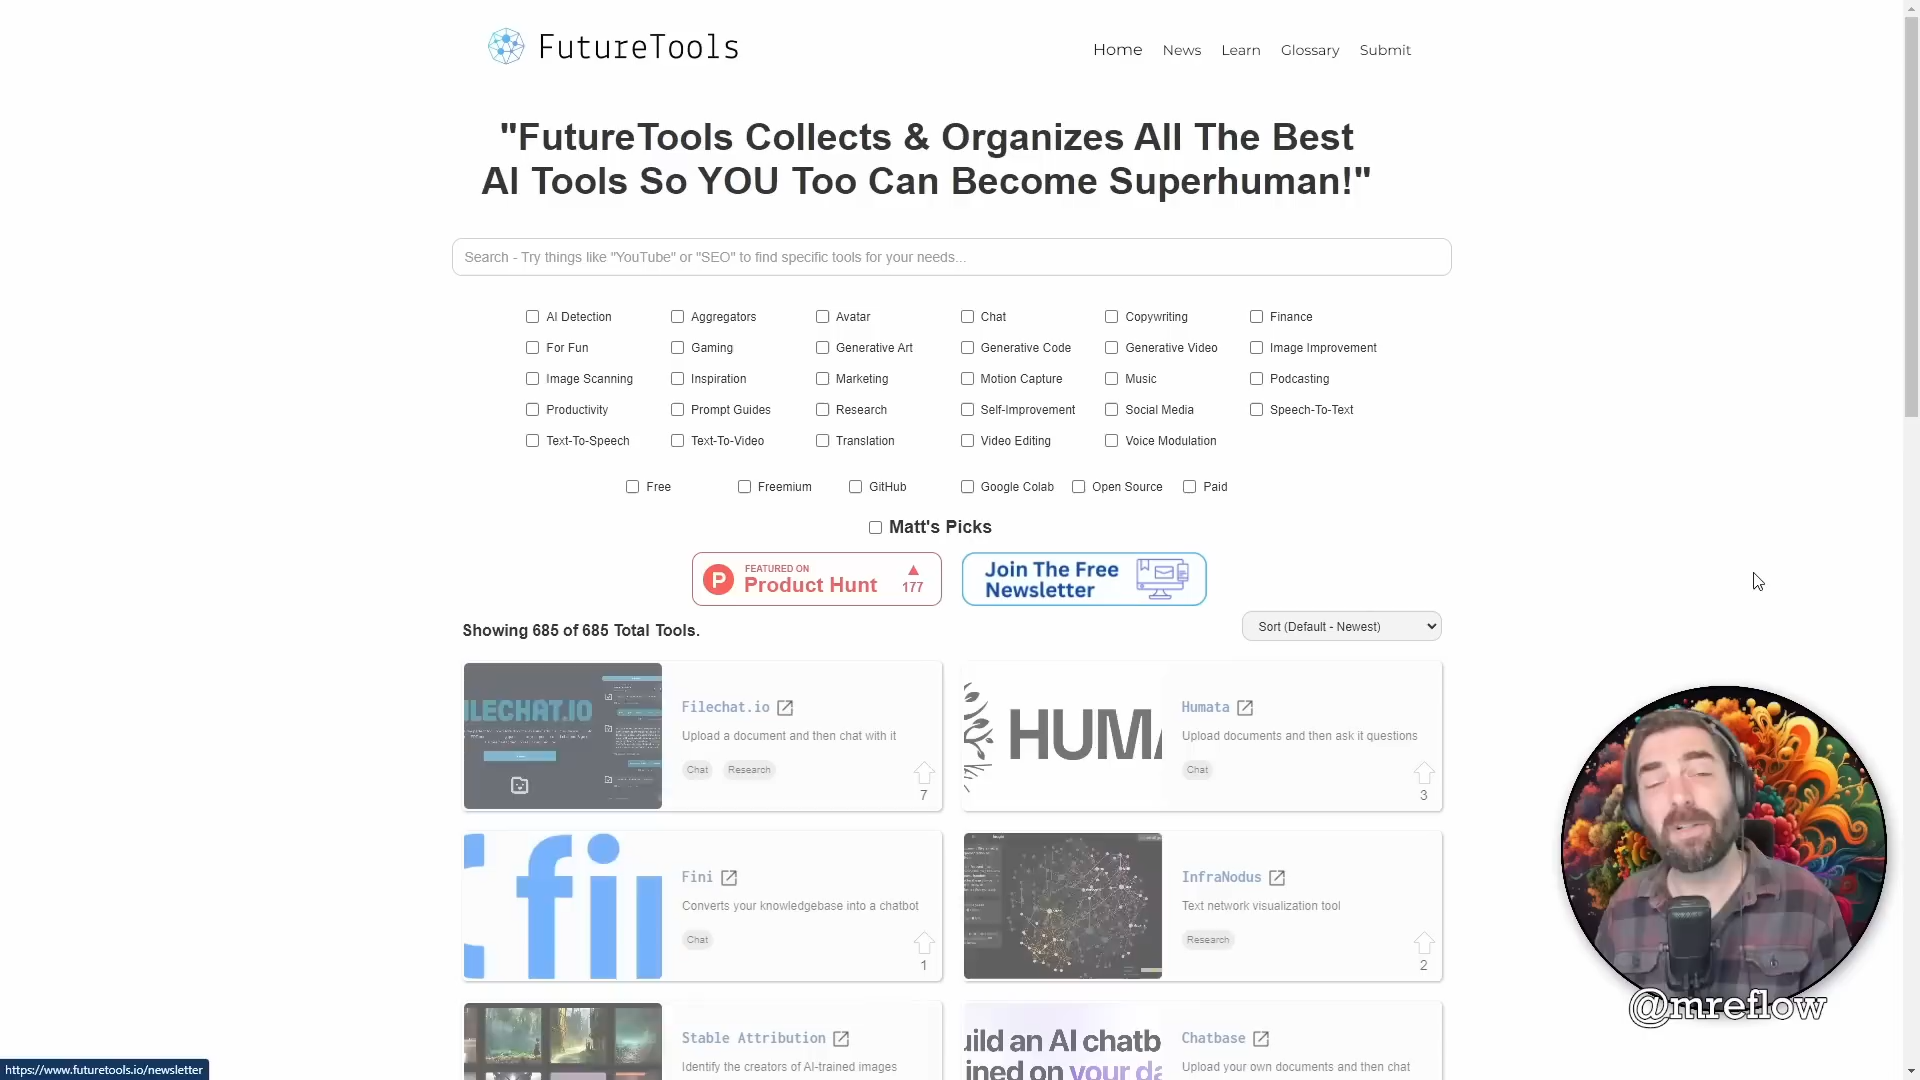 FutureTools
Home News Learn Glossary Submit
"FutureTools Collects & Organizes All The Best
AI Tools So YOU Too Can Become Superhuman!"
Search - Try things like "YouTube" or "SEO" to find specific tools for your needs...
AI Detection Aggregators Avatar Chat Copywriting Finance
For Fun Gaming Generative Art Generative Code Generative Video Image Improvement
Image Scanning Inspiration Marketing Motion Capture Music Podcasting
Productivity Prompt Guides Research Self-Improvement Social Media Speech-To-Text
Text-To-Speech Text-To-Video Translation Video Editing Voice Modulation
Free Freemium GitHub Google Colab Open Source Paid
Matt's Picks
P FEATURED ON
Product Hunt
177
Join The Free
Newsletter
Showing 685 of 685 Total Tools.
Sort (Default - Newest)
ILECHAT.IO
Filechat.io
Upload a document and then chat with it
Chat Research
7
HUMA
Humata
Upload documents and then ask it questions
Chat
3
fii
Fini
Converts your knowledgebase into a chatbot
Chat
1
InfraNodus
Text network visualization tool
Research
2
Stable Attribution
Identify the creators of AI-trained images
uild an AI chatb
ined on your da
Chatbase
Upload your own documents and then chat
@mreflow
https://www.futuretools.io/newsletter